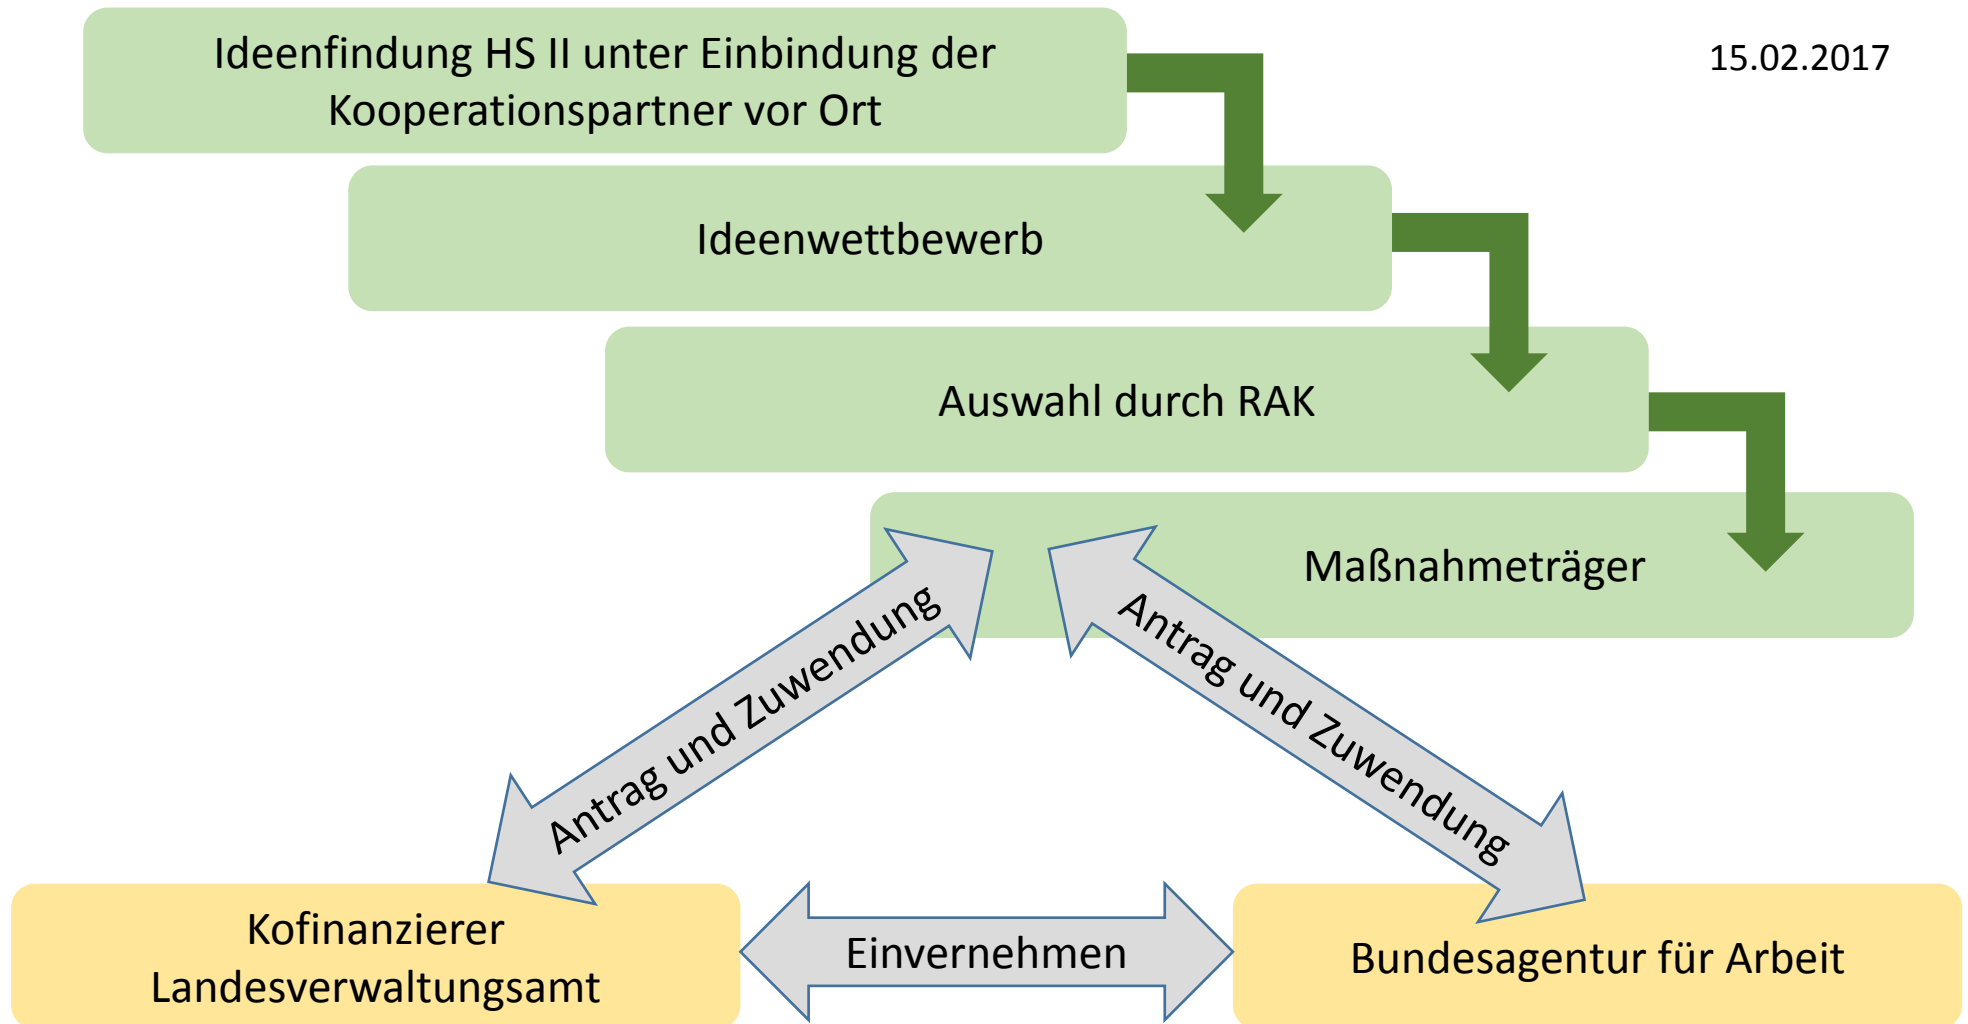 Ideenfindung HS II unter Einbindung der
Kooperationspartner vor Ort
15.02.2017
Ideenwettbewerb
Auswahl durch RAK
Maßnahmeträger
Antrag und Zuwendung
Antrag und Zuwendung
Kofinanzierer
Landesverwaltungsamt
Einvernehmen
Bundesagentur für Arbeit